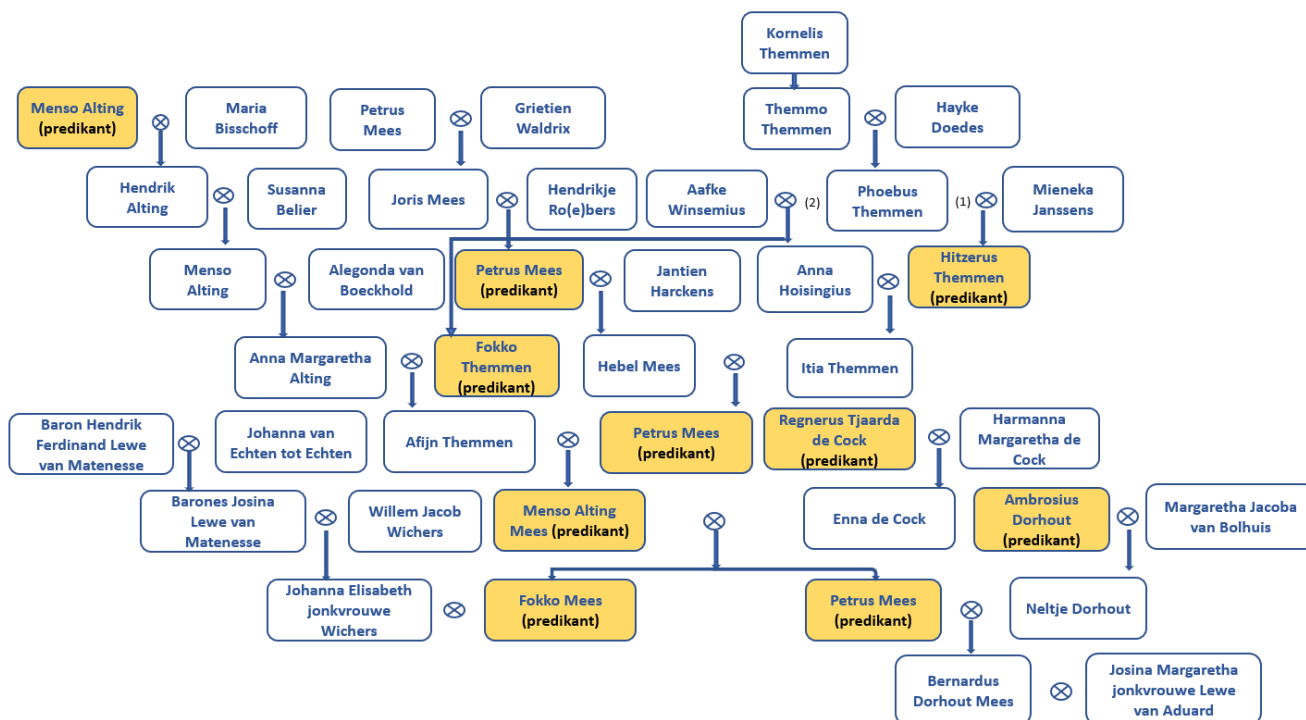 Kornelis
Themmen
Menso Alting
(predikant)
Maria
Bisschoff
Petrus
Mees
Grietien
Waldrix
Themmo
Themmen
Hayke
Doedes
Hendrik
Alting
Susanna
Belier
Joris Mees
Hendrikje
Ro(e)bers
Aafke
Winsemius
(2)
Phoebus
Themmen
(1)
Mieneka
Janssens
Menso
Alting
Alegonda van
Boeckhold
Petrus Mees
(predikant)
Jantien
Harckens
Anna
Hoisingius
Hitzerus
Themmen
(predikant)
Anna Margaretha
Alting
Fokko
Themmen
(predikant)
Hebel Mees
Itia Themmen
Baron Hendrik
Ferdinand Lewe
van Matenesse
Johanna van
Echten tot Echten
Afijn Themmen
Petrus Mees
(predikant)
Regnerus Tjaarda
de Cock
(predikant)
Harmanna
Margaretha de
Cock
Barones Josina
Lewe van
Matenesse
Willem Jacob
Wichers
Menso Alting
Mees (predikant)
Enna de Cock
Ambrosius
Dorhout
(predikant)
Margaretha Jacoba
van Bolhuis
Johanna Elisabeth
jonkvrouwe
Wichers
Fokko Mees
(predikant)
Petrus Mees
(predikant)
Neltje Dorhout
Bernardus
Dorhout Mees
Josina Margaretha
jonkvrouwe Lewe
van Aduard